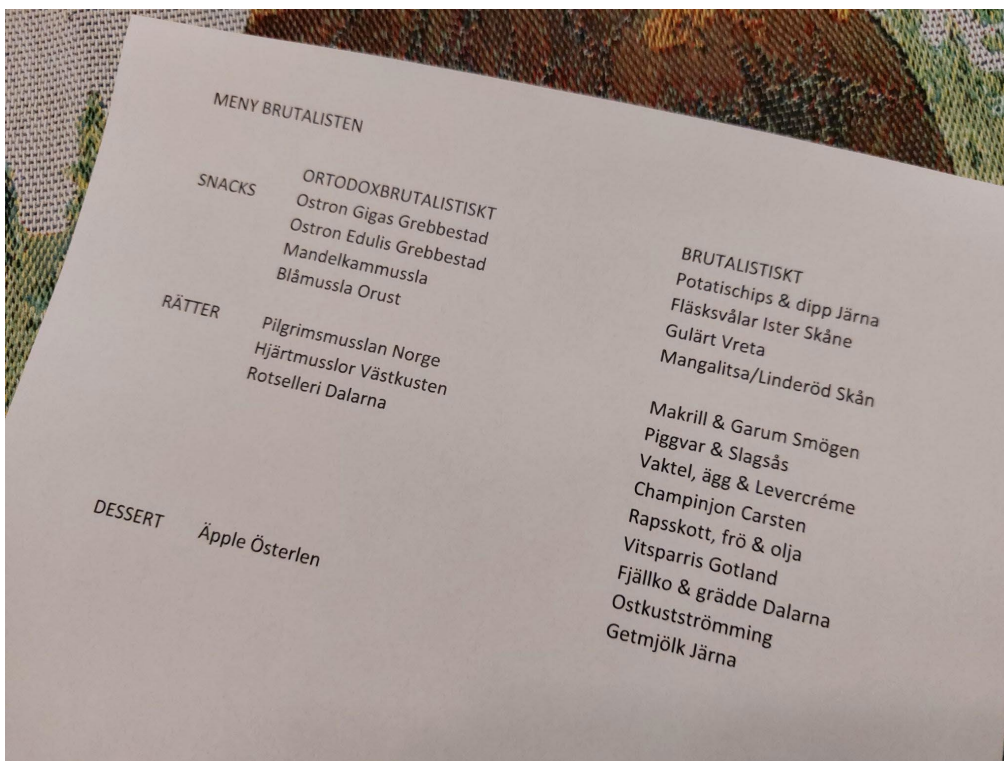 MENY BRUTALISTEN
SNACKS
ORTODOXBRUTALISTISKT
Ostron Gigas Grebbestad
Ostron Edulis Grebbestad
Mandelkammussla
Blåmussla Orust
RÄTTER
Pilgrimsmusslan Norge
Hjärtmusslor Västkusten
Rotselleri Dalarna
DESSERT
Äpple Österlen
BRUTALISTISKT
Potatischips & dipp Järna
Fläsksvålar Ister Skåne
Gulärt Vreta
Mangalitsa/Linderöd Skån
Makrill & Garum Smögen
Piggvar & Slagsås
Vaktel, ägg & Levercréme
Champinjon Carsten
Rapsskott, frö & olja
Vitsparris Gotland
Fjällko & grädde Dalarna
Ostkustströmming
Getmjölk Järna